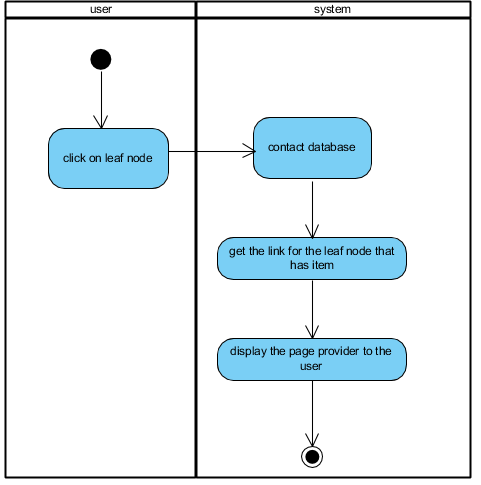 user
system
click on leaf node
contact database
get the link for the leaf node that
has item
display the page provider to the
user